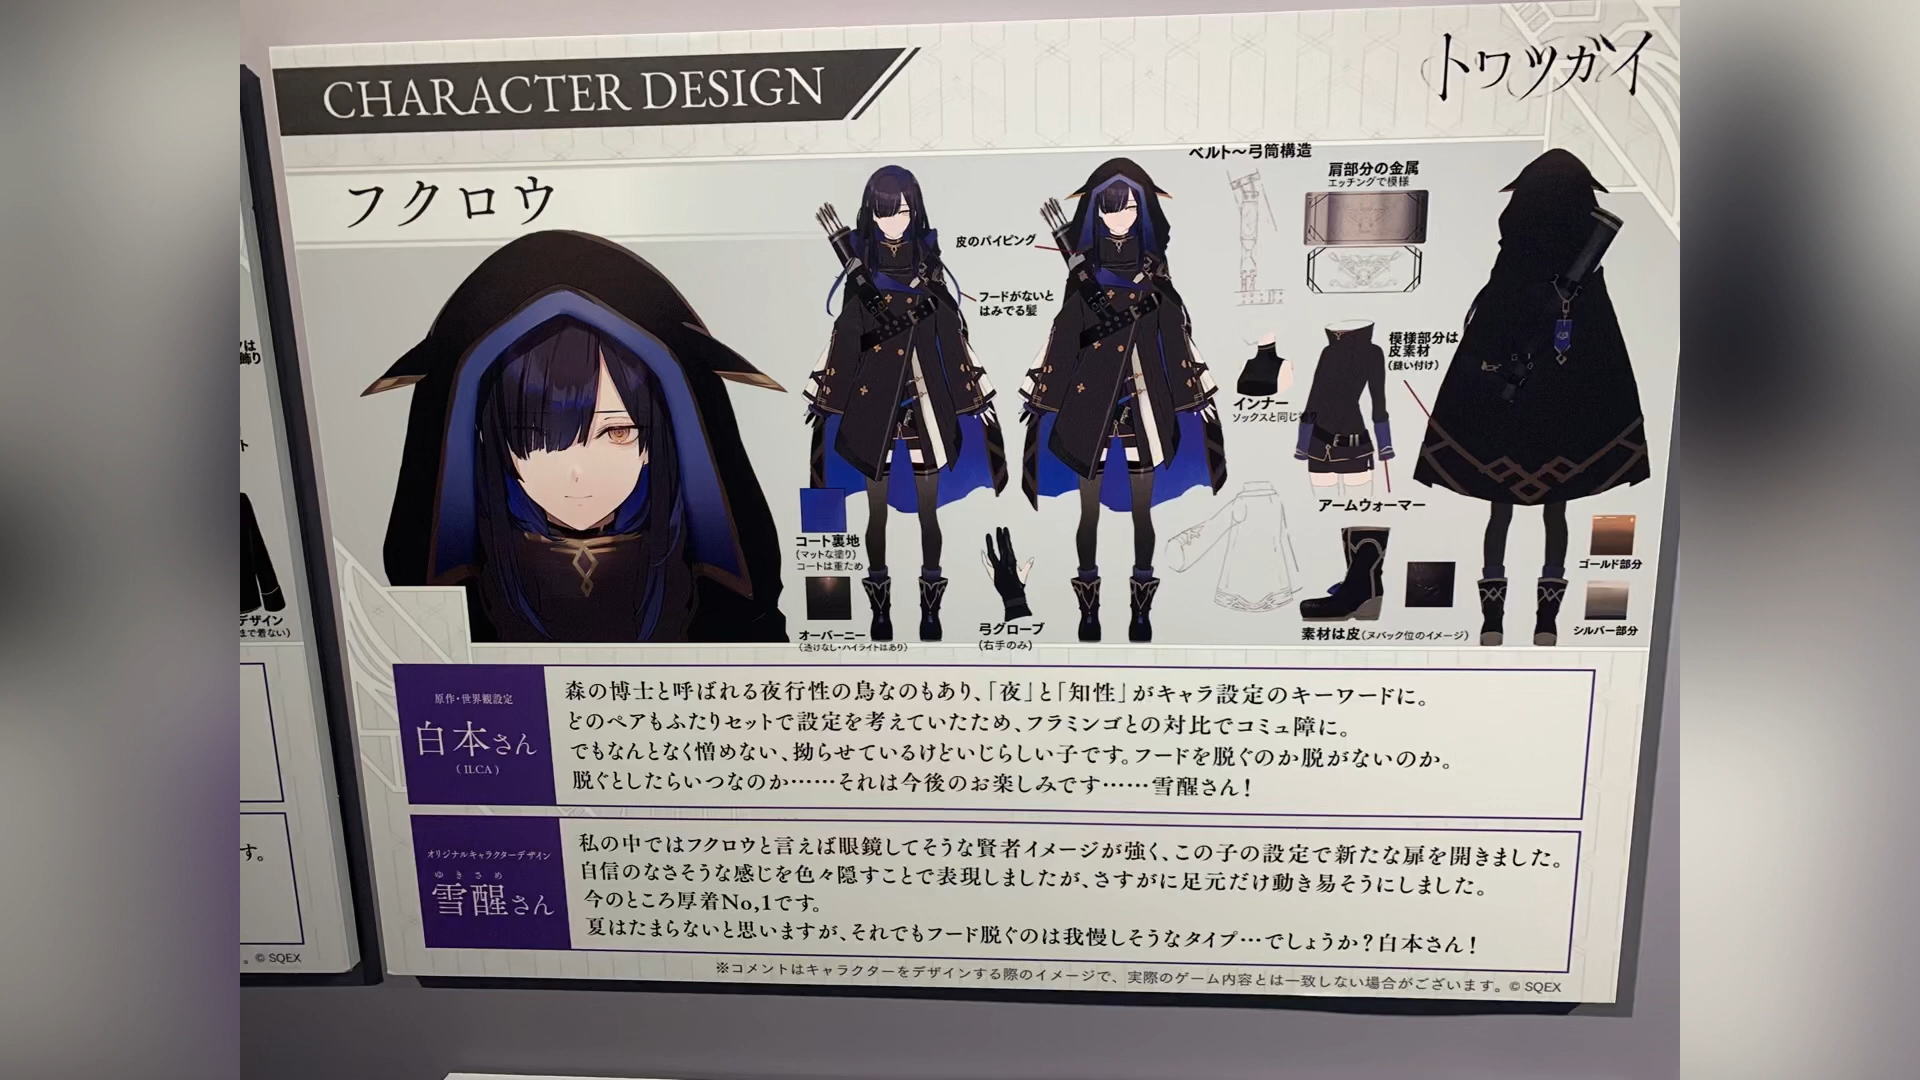 CHARACTER DESIGN
トワツガイ
フクロウ
ベルト～弓筒構造
肩部分の金属
エッチングで模様
皮のパイピング
フードがないと
はみでる髪
模様部分は
皮素材
(縫い付け)
インナー
ソックスと同じ塗り
アームウォーマー
コート裏地
(マットな塗り)
コートは重ため
オーバーニー
(透けなし・ハイライトはあり)
弓グローブ
(右手のみ)
素材は皮(ヌバック位のイメージ)
ゴールド部分
シルバー部分
原作・世界観設定
白本さん
(ILCA)
森の博士と呼ばれる夜行性の鳥なのもあり、「夜」と「知性」がキャラ設定のキーワードに。
どのペアもふたりセットで設定を考えていたため、フラミンゴとの対比でコミュ障に。
でもなんとなく憎めない、拗らせているけどいじらしい子です。フードを脱ぐのか脱がないのか。
脱ぐとしたらいつなのか……それは今後のお楽しみです……雪醒さん！
オリジナルキャラクターデザイン
ゆきさめ
雪醒さん
私の中ではフクロウと言えば眼鏡してそうな賢者イメージが強く、この子の設定で新たな扉を開きました。
自信のなさそうな感じを色々隠すことで表現しましたが、さすがに足元だけ動き易そうにしました。
今のところ厚着No,1です。
夏はたまらないと思いますが、それでもフード脱ぐのは我慢しそうなタイプ…でしょうか？白本さん！
※コメントはキャラクターをデザインする際のイメージで、実際のゲーム内容とは一致しない場合がございます。© SQEX
飾り
デザイン
まで着ない)
す。
。© SQEX